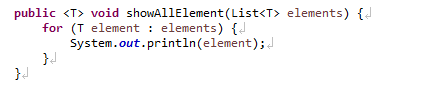 public <T> void showAllElement(List<T> elements) {
    for (T element : elements) {
        System.out.println(element);
    }
}